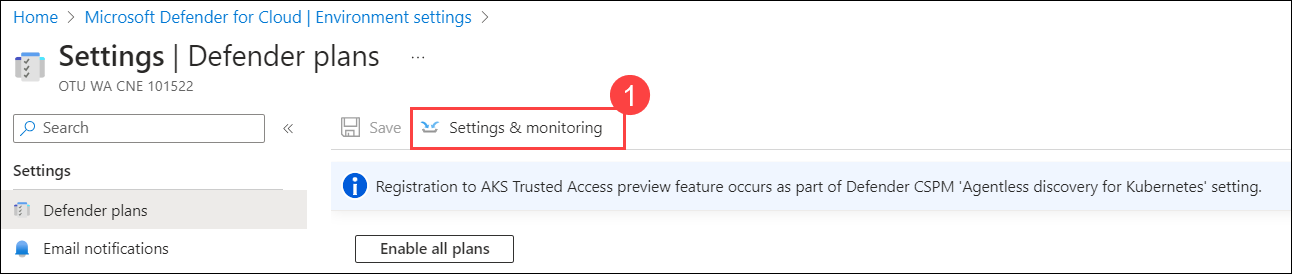 Home > Microsoft Defender for Cloud | Environment settings >
Settings | Defender plans ...
OTU WA CNE 101522
1
Search «
Save Settings & monitoring
Settings
Registration to AKS Trusted Access preview feature occurs as part of Defender CSPM 'Agentless discovery for Kubernetes' setting.
Defender plans
Email notifications
Enable all plans